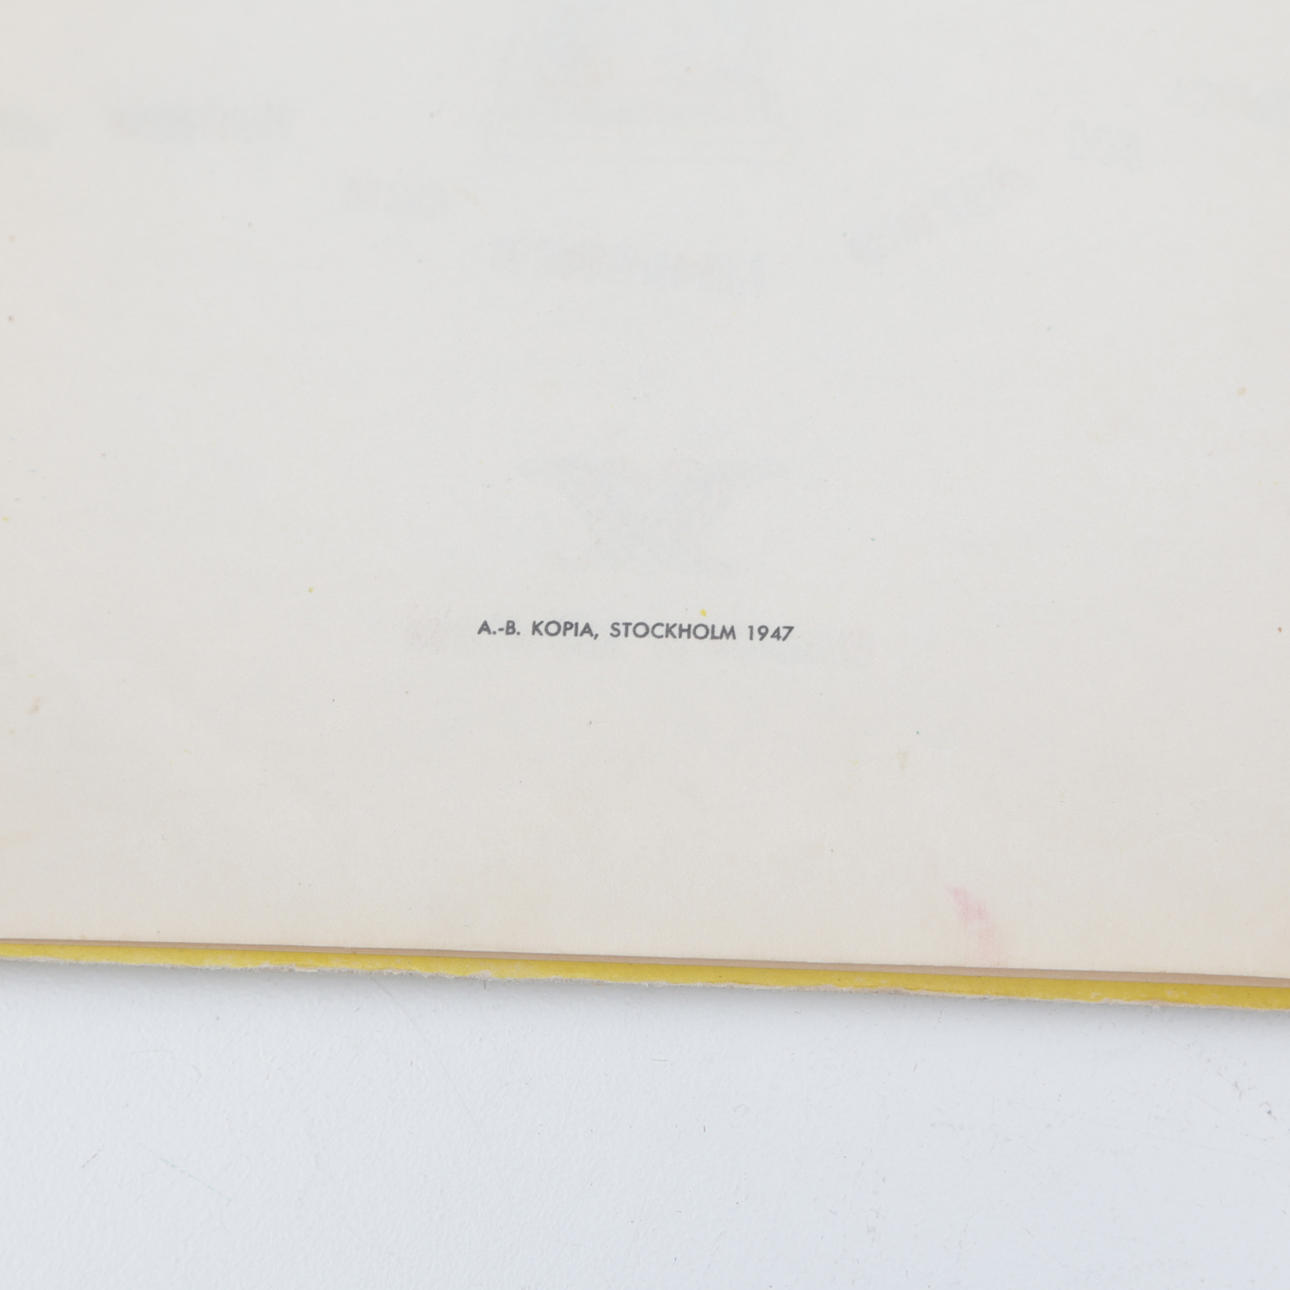 A.-B. KOPIA, STOCKHOLM 1947